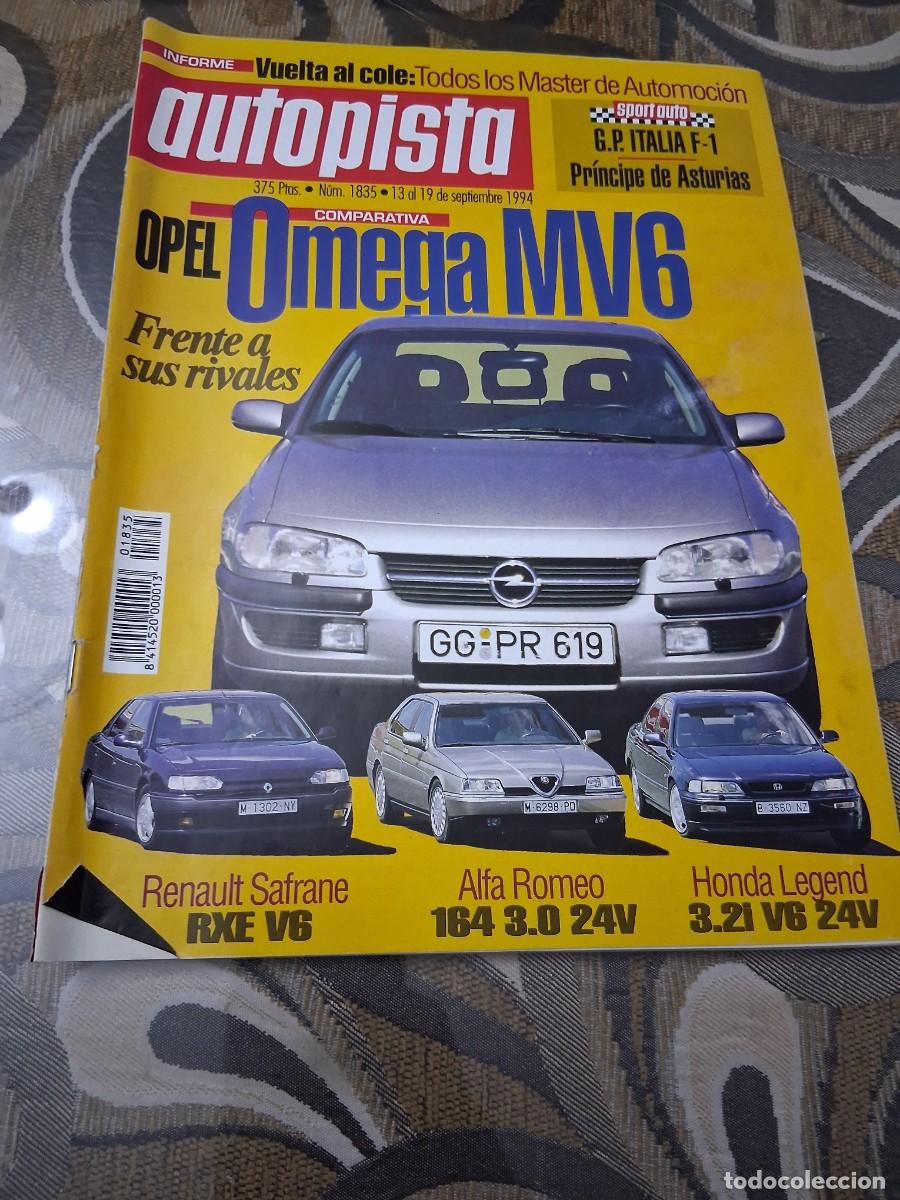 INFORME Vuelta al cole: Todos los Master de Automoción
autopista
sport auto
G.P. ITALIA F-1
Príncipe de Asturias
375 Ptas. • Núm. 1835 • 13 al 19 de septiembre 1994
COMPARATIVA
OPEL Omega MV6
Frente a
sus rivales
01835
8414520000013
GG PR 619
M 1302-NY
M-6298-PD
B 3560 NZ
Renault Safrane
RXE V6
Alfa Romeo
164 3.0 24V
Honda Legend
3.2i V6 24V
todocoleccion